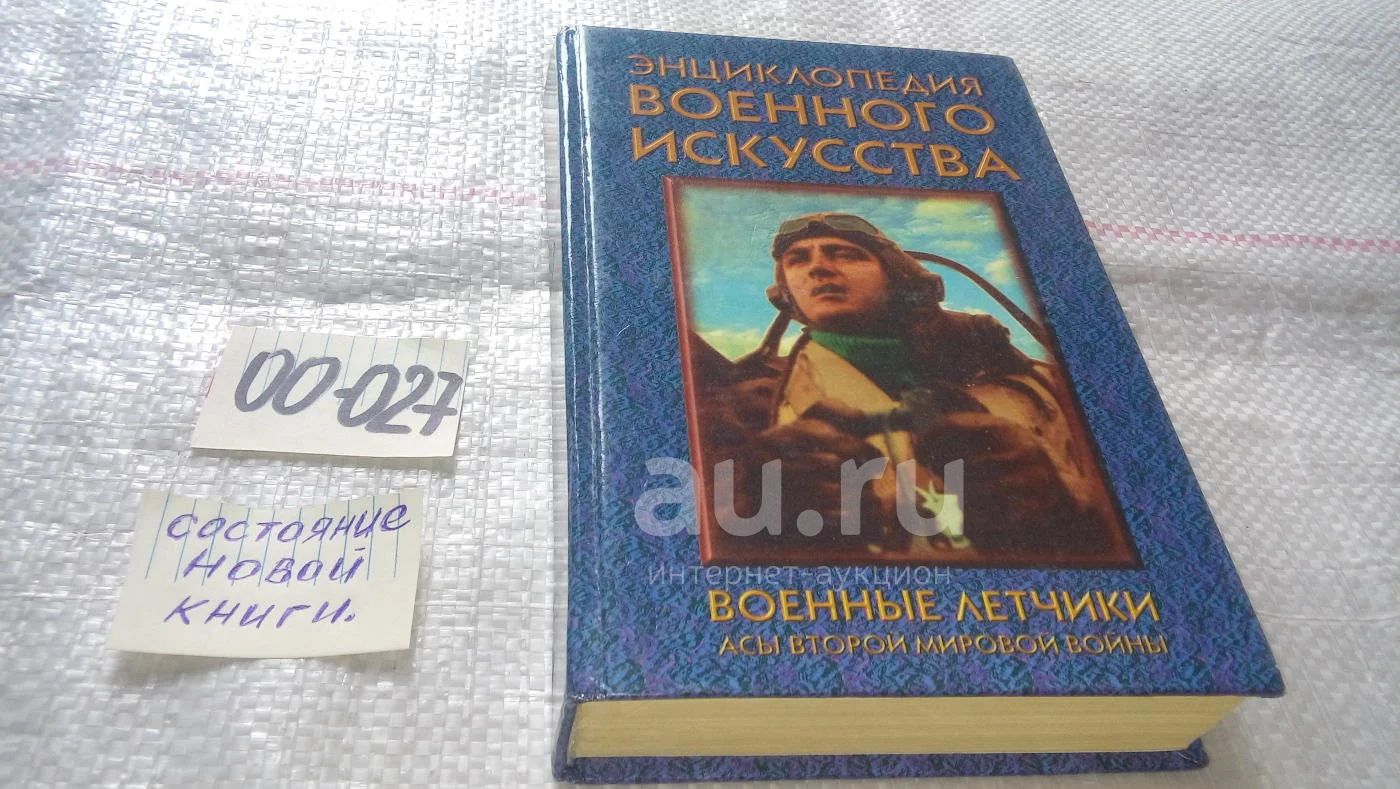 ЭНЦИКЛОПЕДИЯ
ВОЕННОГО
ИСКУССТВА
00-027
состояние
новой
книги.
au.ru
интернет-аукцион
ВОЕННЫЕ ЛЕТЧИКИ
АСЫ ВТОРОЙ МИРОВОЙ ВОЙНЫ